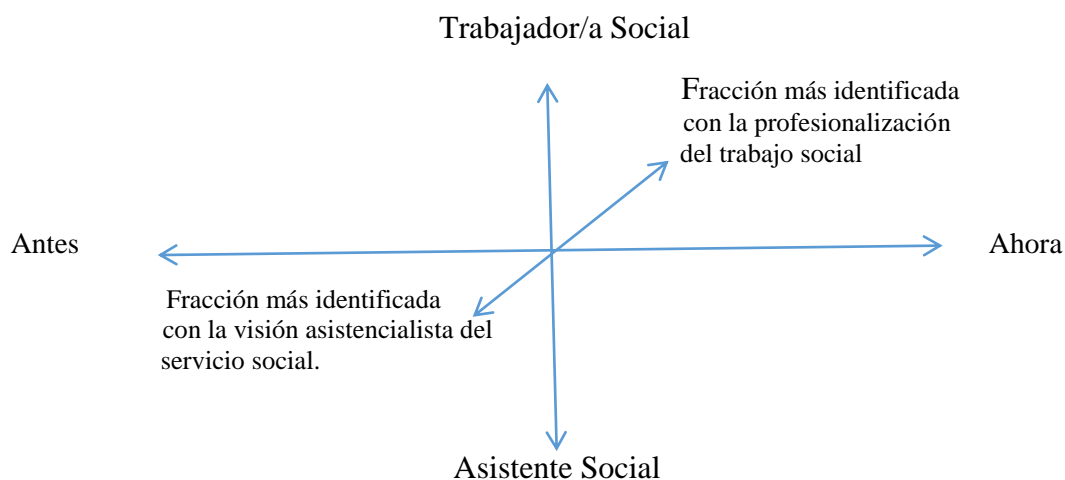 Trabajador/a Social
Fracción más identificada
con la profesionalización
del trabajo social
Antes
Ahora
Fracción más identificada
con la visión asistencialista del
servicio social.
Asistente Social